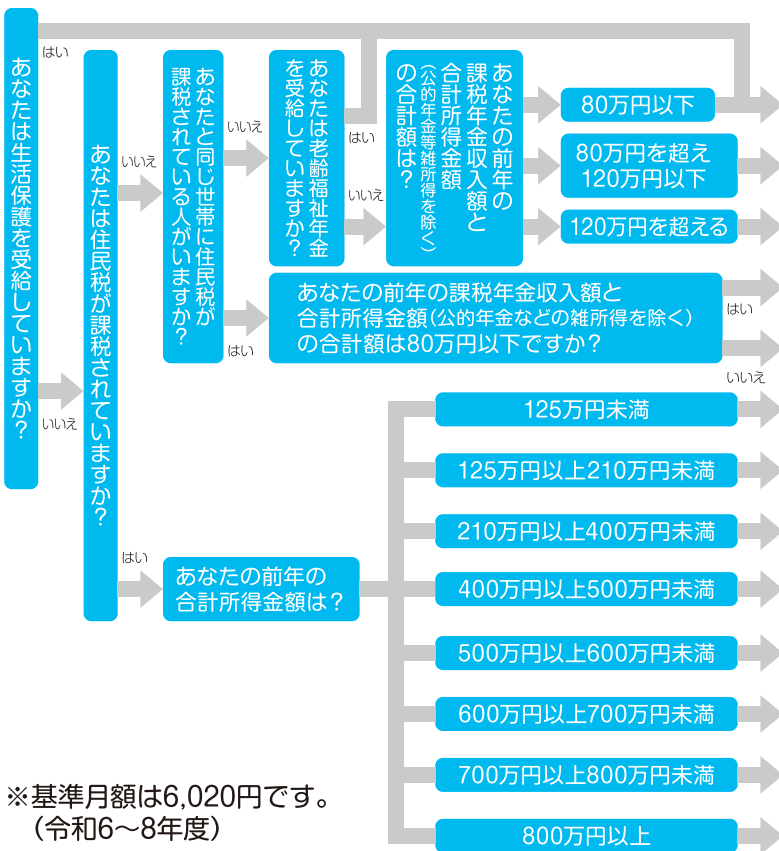 あなたは生活保護を受給していますか？
はい
いいえ
あなたは住民税が課税されていますか？
いいえ
はい
あなたと同じ世帯に住民税が
課税されている人がいますか？
いいえ
はい
あなたは老齢福祉年金
を受給していますか？
はい
いいえ
あなたの前年の
課税年金収入額と
合計所得金額
（公的年金等雑所得を除く）
の合計額は？
80万円以下
80万円を超え
120万円以下
120万円を超える
あなたの前年の課税年金収入額と
合計所得金額（公的年金などの雑所得を除く）
の合計額は80万円以下ですか？
はい
いいえ
あなたの前年の
合計所得金額は？
125万円未満
125万円以上210万円未満
210万円以上400万円未満
400万円以上500万円未満
500万円以上600万円未満
600万円以上700万円未満
700万円以上800万円未満
800万円以上
※基準月額は6,020円です。
（令和6～8年度）